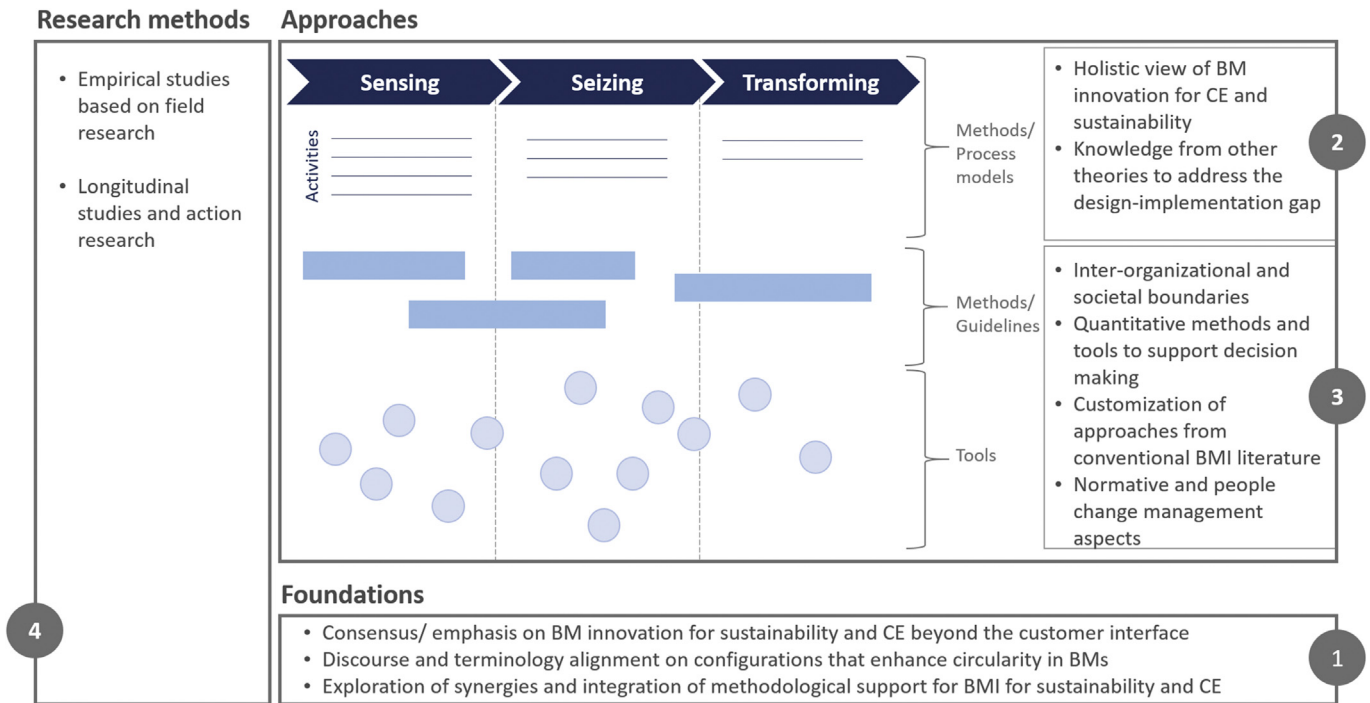 Research methods
• Empirical studies
based on field
research
• Longitudinal
studies and action
research
4
Approaches
Sensing
Seizing
Transforming
Activities
Methods/
Process
models
Methods/
Guidelines
Tools
• Holistic view of BM
innovation for CE and
sustainability
• Knowledge from other
theories to address the
design-implementation gap
2
• Inter-organizational and
societal boundaries
• Quantitative methods and
tools to support decision
making
• Customization of
approaches from
conventional BMI literature
• Normative and people
change management
aspects
3
Foundations
• Consensus/ emphasis on BM innovation for sustainability and CE beyond the customer interface
• Discourse and terminology alignment on configurations that enhance circularity in BMs
• Exploration of synergies and integration of methodological support for BMI for sustainability and CE
1